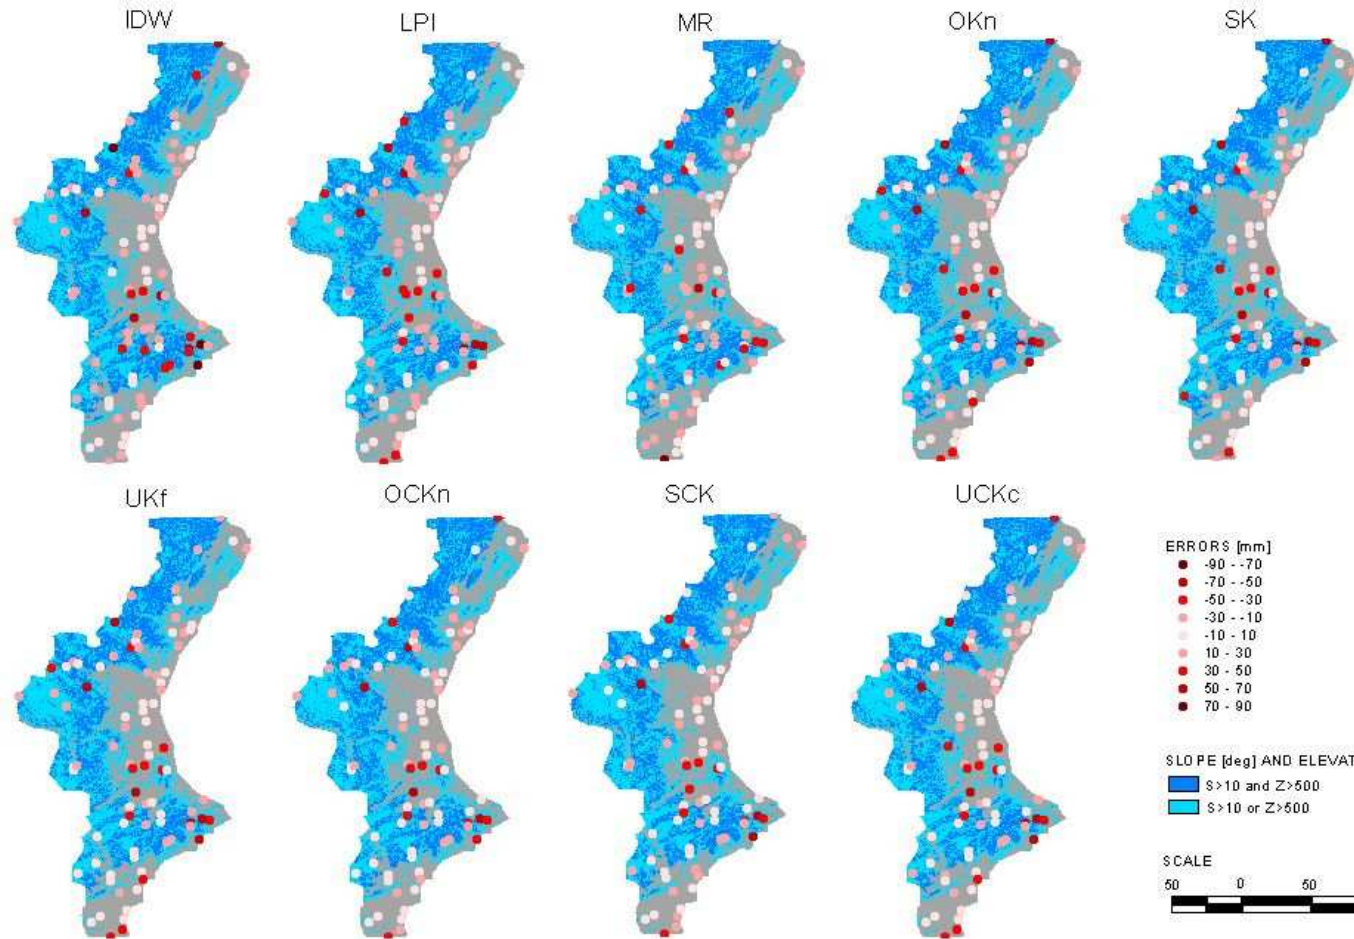 IDW LPI MR OKn SK
UKf OCKn SCK UCKc
ERRORS [mm]
-90 - -70
-70 - -50
-50 - -30
-30 - -10
-10 - 10
10 - 30
30 - 50
50 - 70
70 - 90
SLOPE [deg] AND ELEVAT
S>10 and Z>500
S>10 or Z>500
SCALE
50 0 50